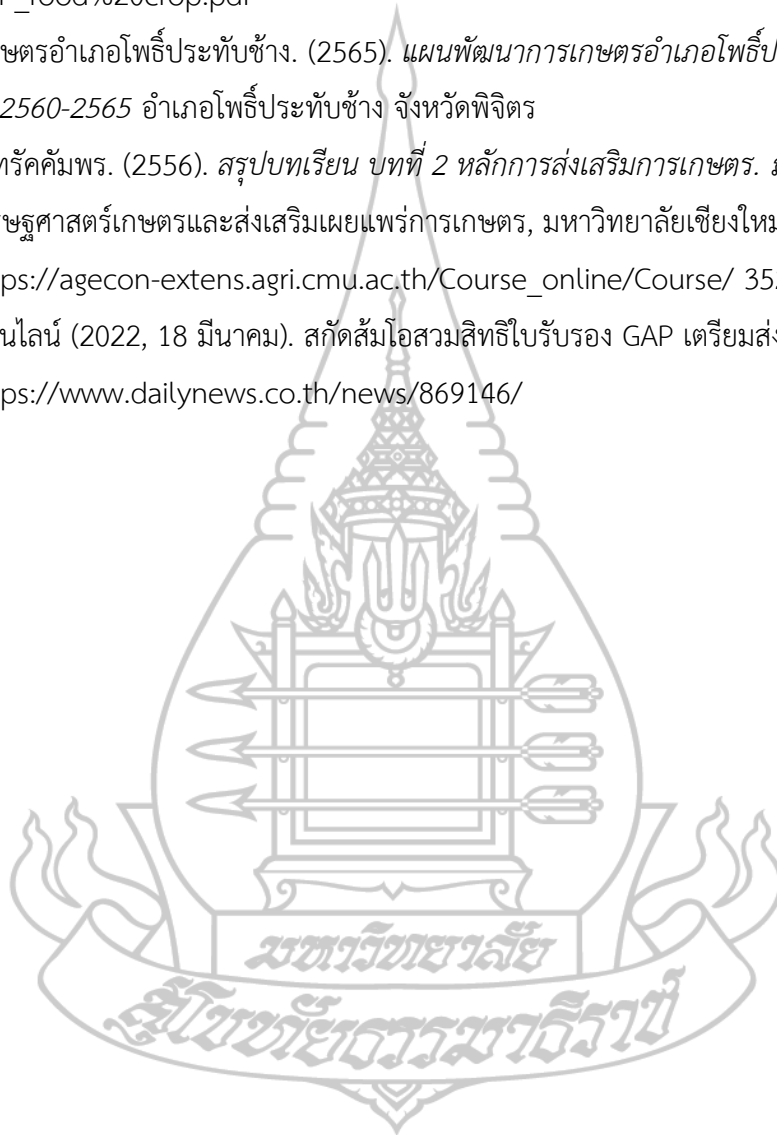 _food%20crop.pdf
กษตรอำเภอโพธิ์ประทับช้าง. (2565). แผนพัฒนาการเกษตรอำเภอโพธิ์ป
2560-2565 อำเภอโพธิ์ประทับช้าง จังหวัดพิจิตร
ทรัคคัมพร. (2556). สรุปบทเรียน บทที่ 2 หลักการส่งเสริมการเกษตร.
ษฐศาสตร์เกษตรและส่งเสริมเผยแพร่การเกษตร, มหาวิทยาลัยเชียงใหม
ps://agecon-extens.agri.cmu.ac.th/Course_online/Course/ 35
นไลน์ (2022, 18 มีนาคม). สกัดส้มโอสวมสิทธิใบรับรอง GAP เตรียมส่ง
ps://www.dailynews.co.th/news/869146/
มหาวิทยาลัย
สุโขทัยธรรมาธิราช